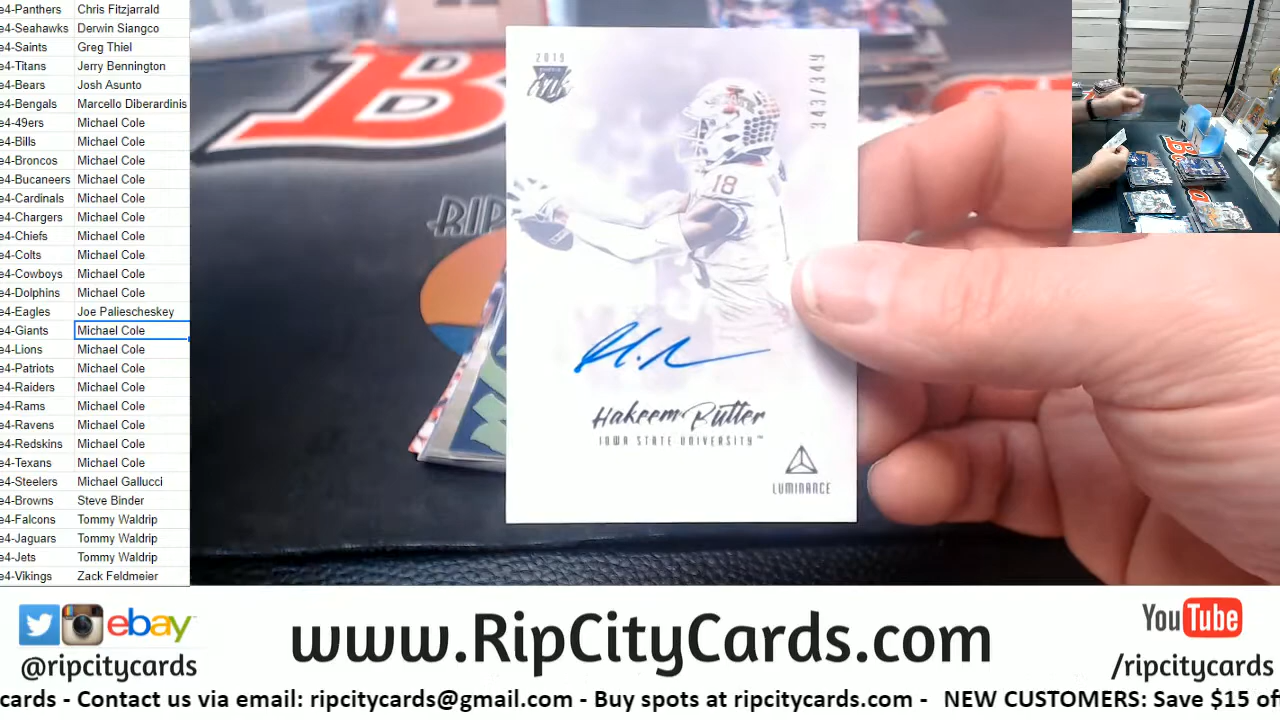 e4-Panthers Chris Fitzjarrald
e4-Seahawks Derwin Siangco
e4-Saints Greg Thiel
e4-Titans Jerry Bennington
e4-Bears Josh Acanto
e4-Bengals Marcello Diberardinis
e4-49ers Michael Cole
e4-Bills Michael Cole
e4-Broncos Michael Cole
e4-Bucaneers Michael Cole
e4-Cardinals Michael Cole
e4-Chargers Michael Cole
e4-Chiefs Michael Cole
e4-Colts Michael Cole
e4-Cowboys Michael Cole
e4-Dolphins Michael Cole
e4-Eagles Joe Paliescheskey
e4-Giants Michael Cole
e4-Lions Michael Cole
e4-Patriots Michael Cole
e4-Raiders Michael Cole
e4-Rams Michael Cole
e4-Ravens Michael Cole
e4-Redskins Michael Cole
e4-Texans Michael Cole
e4-Steelers Michael Gallucci
e4-Browns Steve Binder
e4-Falcons Tommy Waldrip
e4-Jaguars Tommy Waldrip
e4-Jets Tommy Waldrip
e4-Vikings Zack Feldmeier
RIP
2019
343/349
18
Hakeem Butler
IOWA STATE UNIVERSITY™
LUMINANCE
ebay™
@ripcitycards
www.RipCityCards.com
YouTube
/ripcitycards
cards - Contact us via email: ripcitycards@gmail.com - Buy spots at ripcitycards.com - NEW CUSTOMERS: Save $15 of